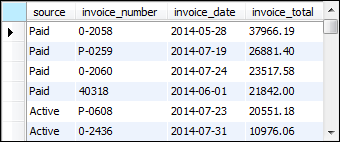 source invoice_number invoice_date invoice_total
Paid 0-2058 2014-05-28 37966.19
Paid P-0259 2014-07-19 26881.40
Paid 0-2060 2014-07-24 23517.58
Paid 40318 2014-06-01 21842.00
Active P-0608 2014-07-23 20551.18
Active 0-2436 2014-07-31 10976.06